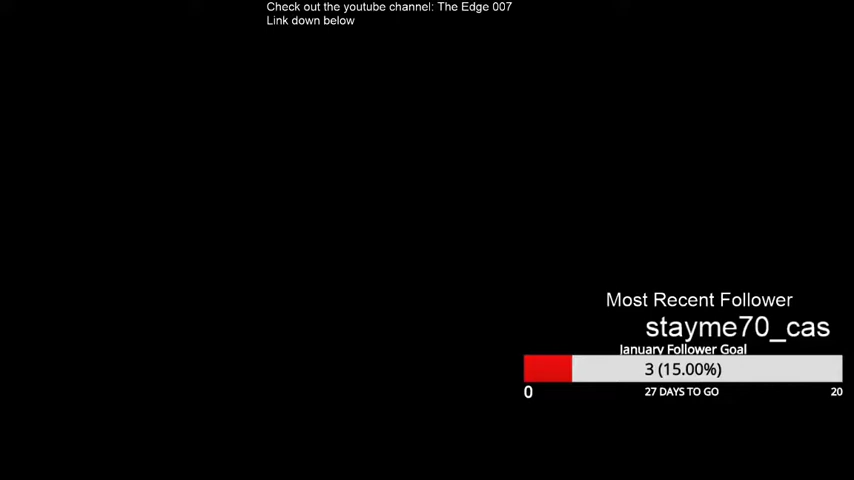 Check out the youtube channel: The Edge 007
Link down below
Most Recent Follower
stayme70_cas
January Follower Goal
3 (15.00%)
0 27 DAYS TO GO 20